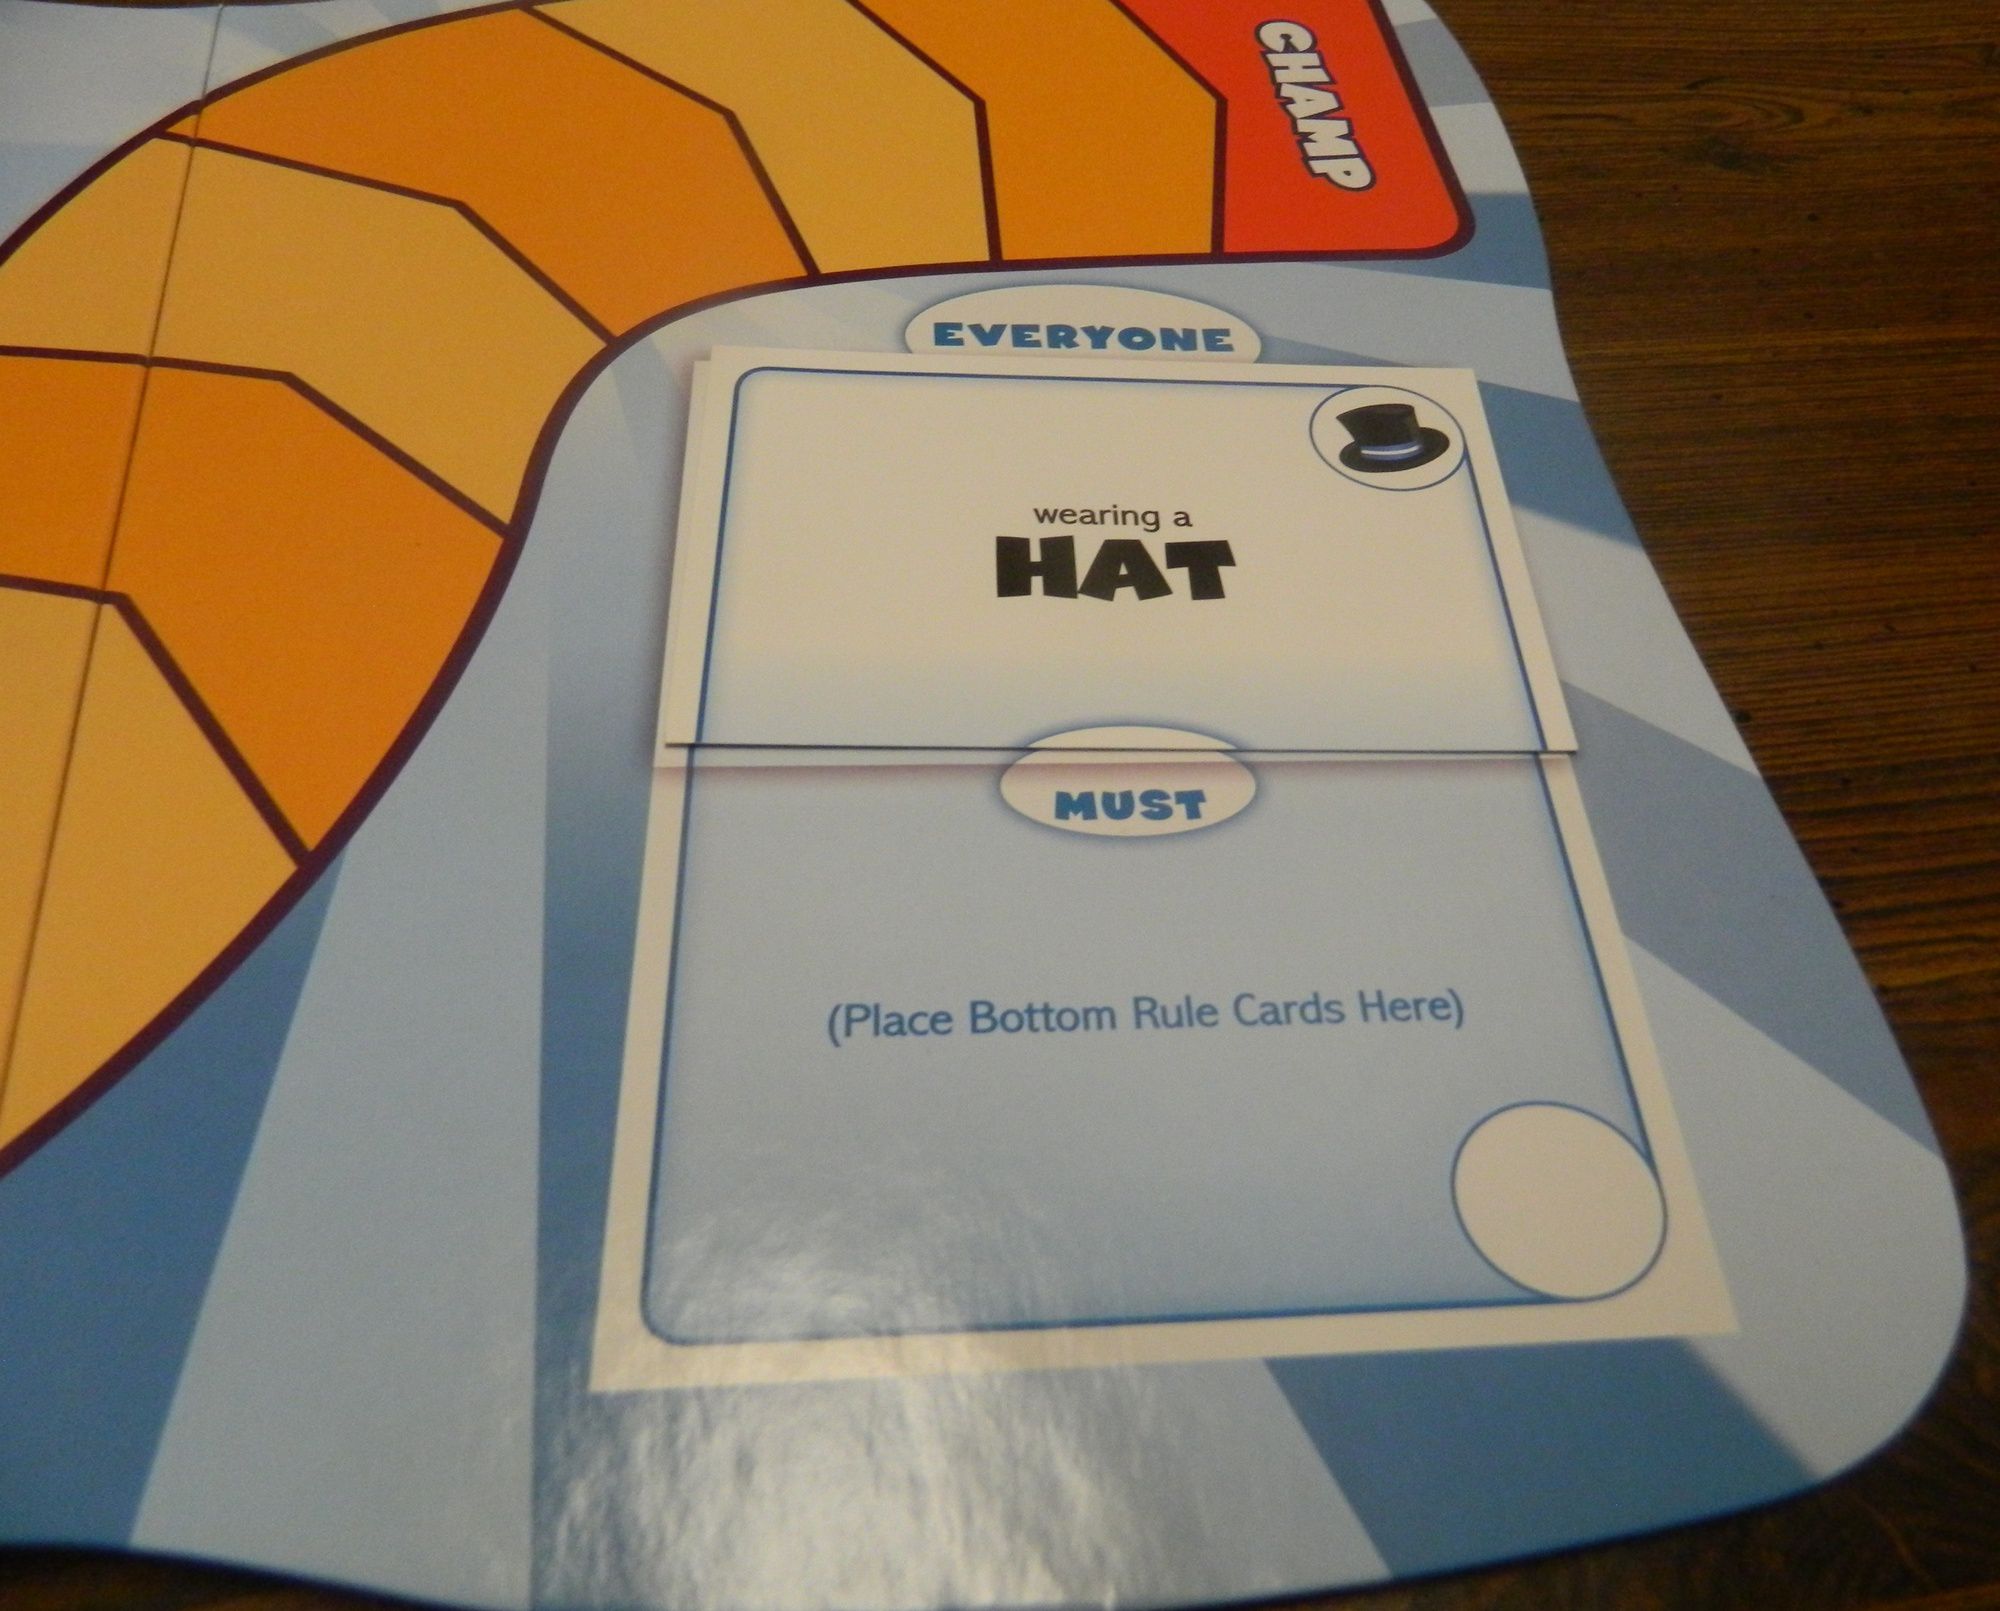 CHAMP
EVERYONE
wearing a
HAT
MUST
(Place Bottom Rule Cards Here)